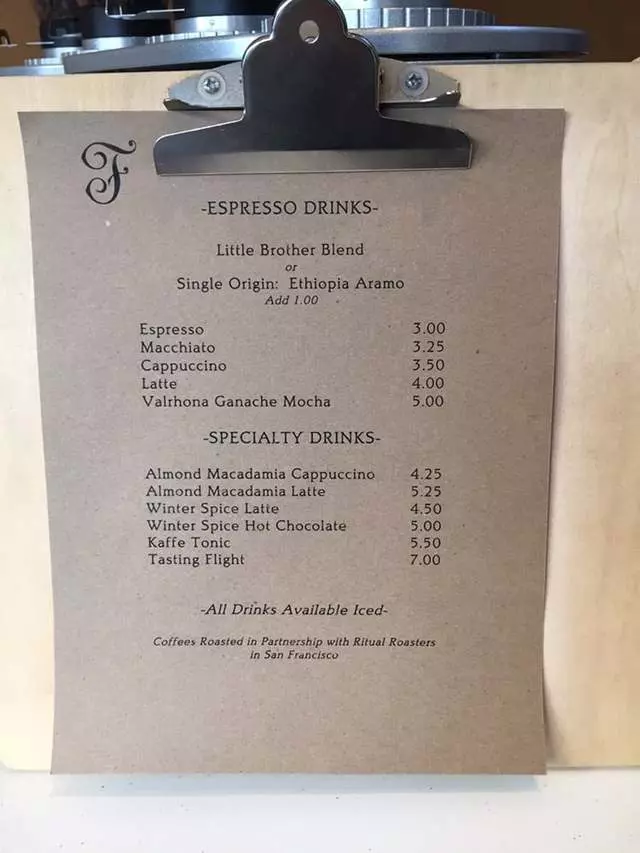 F
-ESPRESSO DRINKS-
Little Brother Blend
or
Single Origin: Ethiopia Aramo
Add 1.00
Espresso 3.00
Macchiato 3.25
Cappuccino 3.50
Latte 4.00
Valrhona Ganache Mocha 5.00
-SPECIALTY DRINKS-
Almond Macadamia Cappuccino 4.25
Almond Macadamia Latte 5.25
Winter Spice Latte 4.50
Winter Spice Hot Chocolate 5.00
Kaffe Tonic 5.50
Tasting Flight 7.00
-All Drinks Available Iced-
Coffees Roasted in Partnership with Ritual Roasters
in San Francisco